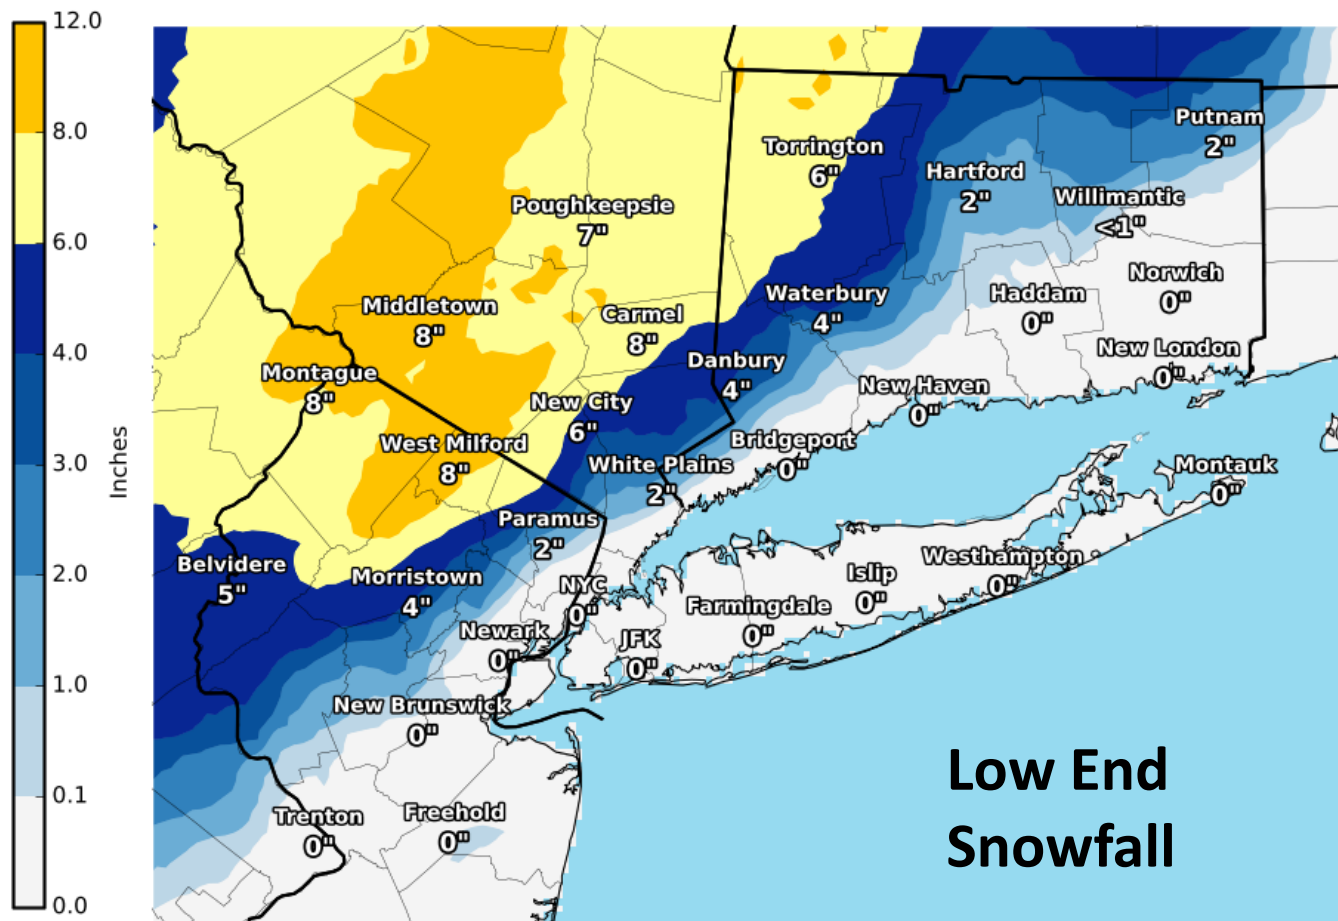 12.0
8.0
6.0
4.0
3.0
2.0
1.0
0.1
0.0
Inches
Putnam
2"
Torrington
6"
Hartford
2"
Willimantic
<1"
Poughkeepsie
7"
Norwich
0"
Haddam
0"
Waterbury
4"
Middletown
8"
Carmel
8"
New London
0"
Danbury
4"
Montague
8"
New Haven
0"
New City
6"
Bridgeport
0"
West Milford
8"
White Plains
2"
Montauk
0"
Paramus
2"
Westhampton
0"
Belvidere
5"
Morristown
4"
Islip
0"
NYC
0"
Farmingdale
0"
Newark
0"
JFK
0"
New Brunswick
0"
Trenton
0"
Freehold
0"
Low End
Snowfall